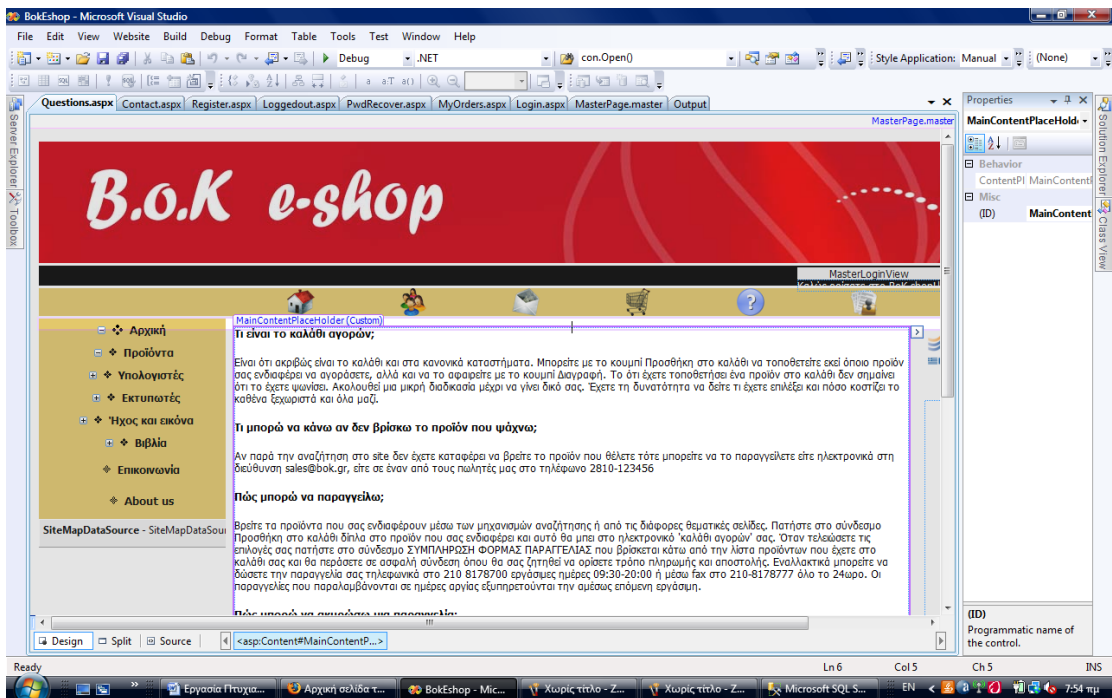 BokEshop - Microsoft Visual Studio
File Edit View Website Build Debug Format Table Tools Test Window Help
Debug .NET con.Open() Style Application: Manual (None)
Questions.aspx Contact.aspx Register.aspx Loggedout.aspx PwdRecover.aspx MyOrders.aspx Login.aspx MasterPage.master Output
Server Explorer
Toolbox
MasterPage.master
B.o.K e-shop
MasterLoginView
MainContentPlaceHolder (Custom)
Αρχική
Προϊόντα
Υπολογιστές
Εκτυπωτές
Ήχος και εικόνα
Βιβλία
Επικοινωνία
About us
SiteMapDataSource - SiteMapDataSou
Τι είναι το καλάθι αγορών;
Είναι ότι ακριβώς είναι το καλάθι και στα κανονικά καταστήματα. Μπορείτε με το κουμπί Προσθήκη στο καλάθι να τοποθετείτε εκεί όποιο προϊόν
σας ενδιαφέρει να αγοράσετε, αλλά και να το αφαιρείτε με το κουμπί Διαγραφή. Το ότι έχετε τοποθετήσει ένα προϊόν στο καλάθι δεν σημαίνει
ότι το έχετε ψωνίσει. Ακολουθεί μια μικρή διαδικασία μέχρι να γίνει δικό σας. Έχετε τη δυνατότητα να δείτε τι έχετε επιλέξει και πόσο κοστίζει το
καθένα ξεχωριστά και όλα μαζί.
Τι μπορώ να κάνω αν δεν βρίσκω το προϊόν που ψάχνω;
Αν παρά την αναζήτηση στο site δεν έχετε καταφέρει να βρείτε το προϊόν που θέλετε τότε μπορείτε να το παραγγείλετε είτε ηλεκτρονικά στη
διεύθυνση sales@bok.gr, είτε σε έναν από τους πωλητές μας στο τηλέφωνο 2810-123456
Πώς μπορώ να παραγγείλω;
Βρείτε τα προϊόντα που σας ενδιαφέρουν μέσω των μηχανισμών αναζήτησης ή από τις διάφορες θεματικές σελίδες. Πατήστε στο σύνδεσμο
Προσθήκη στο καλάθι δίπλα στο προϊόν που σας ενδιαφέρει και αυτό θα μπει στο ηλεκτρονικό 'καλάθι αγορών' σας. Όταν τελειώσετε τις
επιλογές σας πατήστε στο σύνδεσμο ΣΥΜΠΛΗΡΩΣΗ ΦΟΡΜΑΣ ΠΑΡΑΓΓΕΛΙΑΣ που βρίσκεται κάτω από την λίστα προϊόντων που έχετε στο
καλάθι σας και θα περάσετε σε ασφαλή σύνδεση όπου θα σας ζητηθεί να ορίσετε τρόπο πληρωμής και αποστολής. Εναλλακτικά μπορείτε να
δώσετε την παραγγελία σας τηλεφωνικά στο 210 8178700 εργάσιμες ημέρες 09:30-20:00 ή μέσω fax στο 210-8178777 όλο το 24ωρο. Οι
παραγγελίες που παραλαμβάνονται σε ημέρες αργίας εξυπηρετούνται την αμέσως επόμενη εργάσιμη.
Πώς μπορώ να ακυρώσω μια παραγγελία;
Properties
MainContentPlaceHold
Behavior
ContentPl MainContentI
Misc
(ID) MainContent
(ID)
Programmatic name of
the control.
Solution Explorer
Class View
Design Split Source <asp:Content#MainContentP...>
Ready Ln 6 Col 5 Ch 5 INS
Εργασία Πτυχια... Αρχική σελίδα τ... BokEshop - Mic... Χωρίς τίτλο - Z... Χωρίς τίτλο - Z... Microsoft SQL S... EN 7:54 πμ